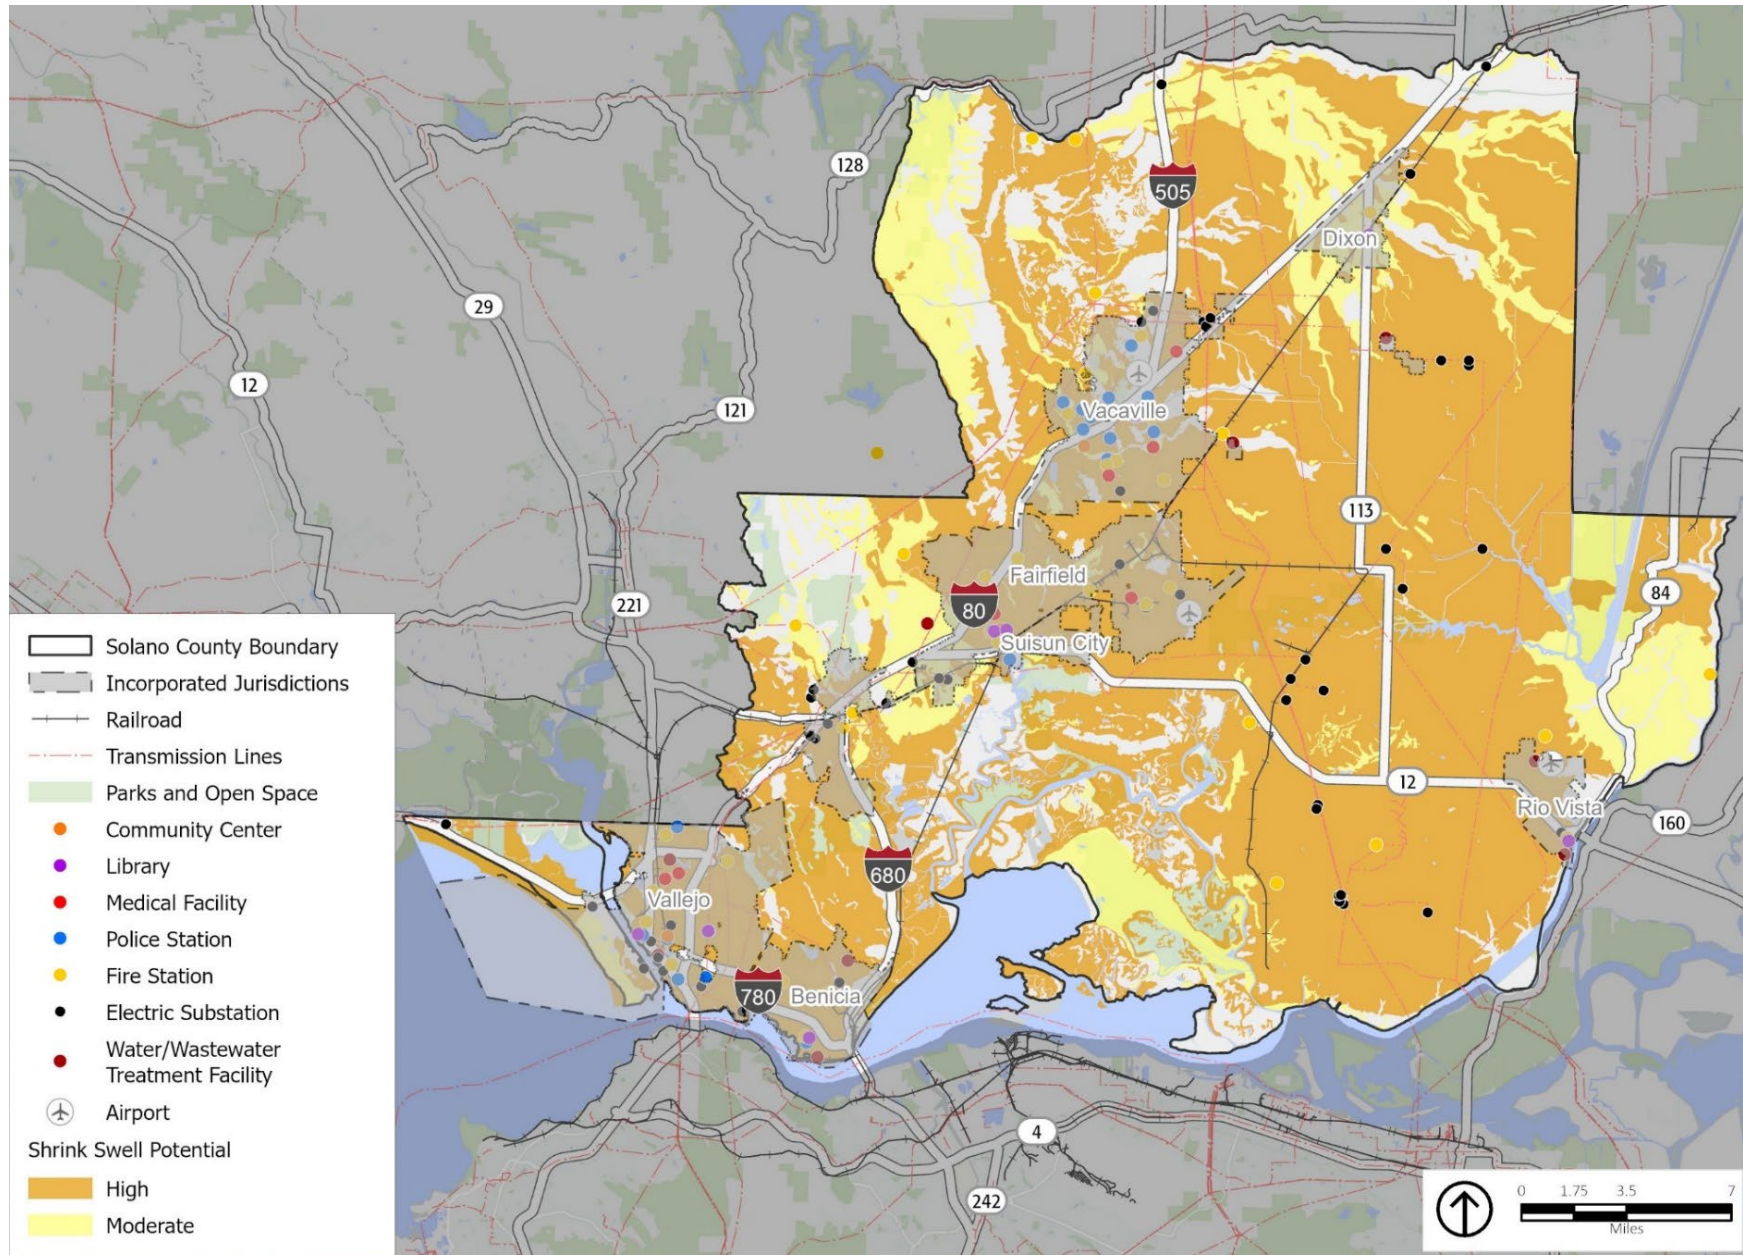 128
505
Dixon
29
12
121
Vacaville
113
Fairfield
80
221
84
Suisun City
12
Rio Vista
160
680
Vallejo
780
Benicia
4
242
Solano County Boundary
Incorporated Jurisdictions
Railroad
Transmission Lines
Parks and Open Space
Community Center
Library
Medical Facility
Police Station
Fire Station
Electric Substation
Water/Wastewater
Treatment Facility
Airport
Shrink Swell Potential
High
Moderate
0 1.75 3.5 7
Miles